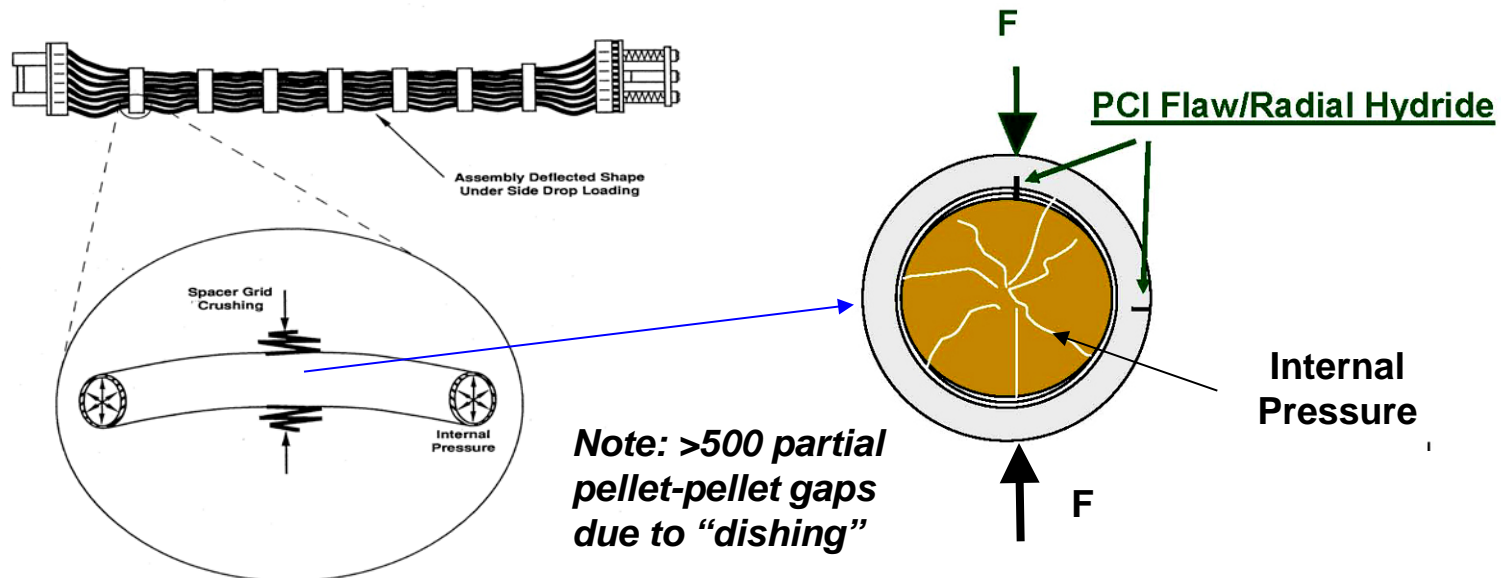 F
PCI Flaw/Radial Hydride
Assembly Deflected Shape
Under Side Drop Loading
Spacer Grid
Crushing
Internal
Pressure
Internal
Pressure
Note: >500 partial
pellet-pellet gaps
due to “dishing”
F